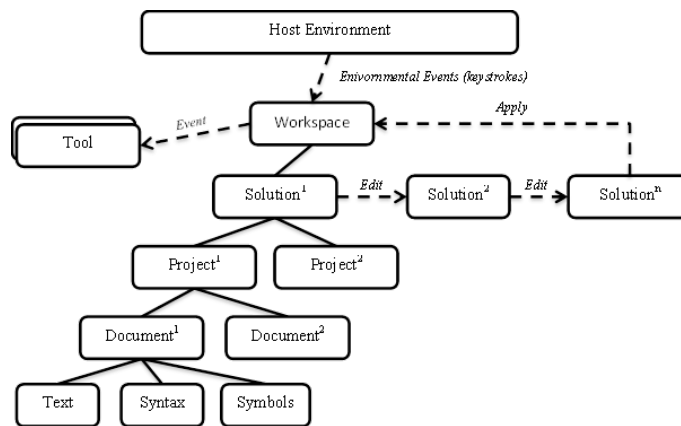 Host Environment
Enivornmental Events (keystrokes)
Apply
Event
Workspace
Tool
Solution¹
Edit
Solution²
Edit
Solutionⁿ
Project¹
Project²
Document¹
Document²
Text
Syntax
Symbols